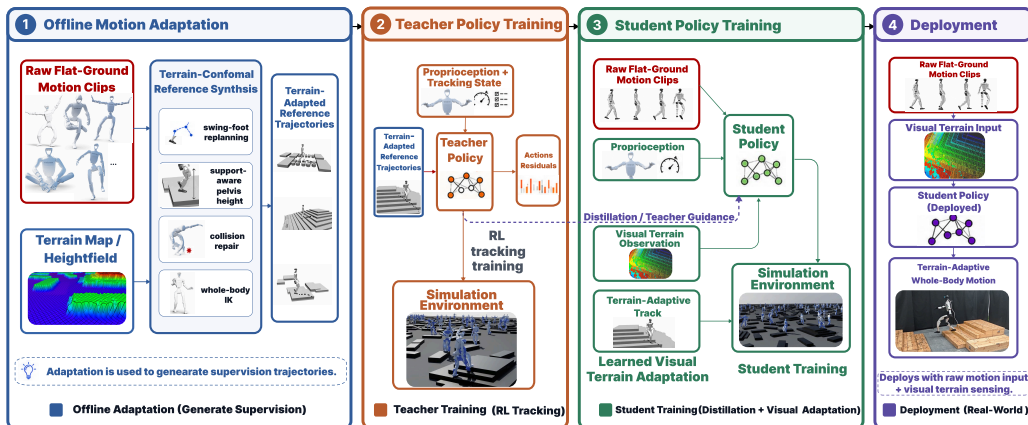 1 Offline Motion Adaptation
Raw Flat-Ground
Motion Clips
...
Terrain Map /
Heightfield
Terrain-Confomal
Reference Synthsis
swing-foot
replanning
support-
aware
pelvis
height
collision
repair
whole-body
IK
Terrain-
Adapted
Reference
Trajectories
Adaptation is used to genearate supervision trajectories.
Offline Adaptation (Generate Supervision)
2 Teacher Policy Training
Proprioception +
Tracking State
Terrain-
Adapted
Reference
Trajectories
Teacher
Policy
Actions
Residuals
RL
tracking
training
Simulation
Environment
Teacher Training (RL Tracking)
3 Student Policy Training
Raw Flat-Ground
Motion Clips
Proprioception
Student
Policy
Distillation / Teacher Guidance
Visual Terrain
Observation
Terrain-Adaptive
Track
Learned Visual
Terrain Adaptation
Simulation
Environment
Student Training
Student Training (Distillation + Visual Adaptation)
4 Deployment
Raw Flat-Ground
Motion Clips
Visual Terrain Input
Student Policy
(Deployed)
Terrain-Adaptive
Whole-Body Motion
Deploys with raw motion input
+ visual terrain sensing.
Deployment (Real-World)